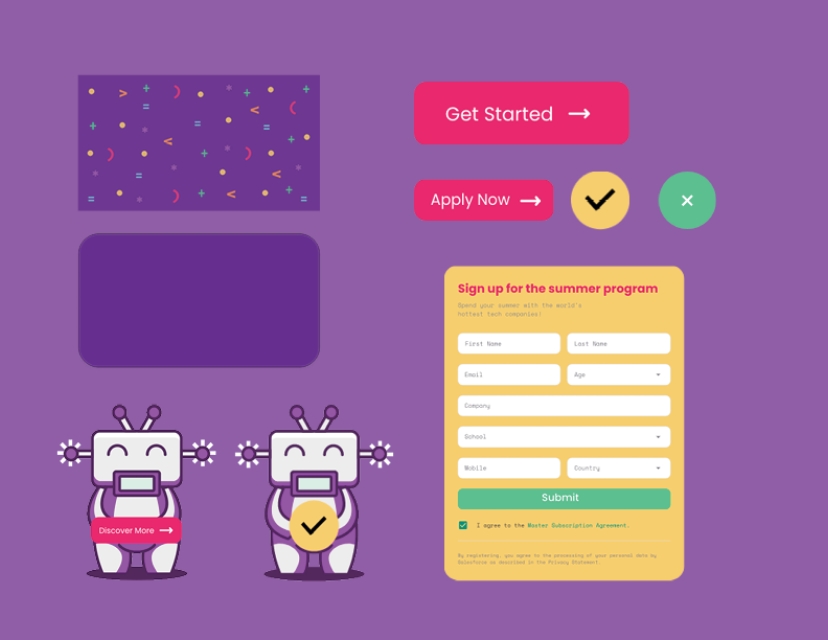 Get Started
Apply Now
Sign up for the summer program
Spend your summer with the world's
hottest tech companies!
First Name
Last Name
Email
Age
Company
School
Mobile
Country
Submit
I agree to the Master Subscription Agreement.
By registering, you agree to the processing of your personal data by
Salesforce as described in the Privacy Statement.
Discover More